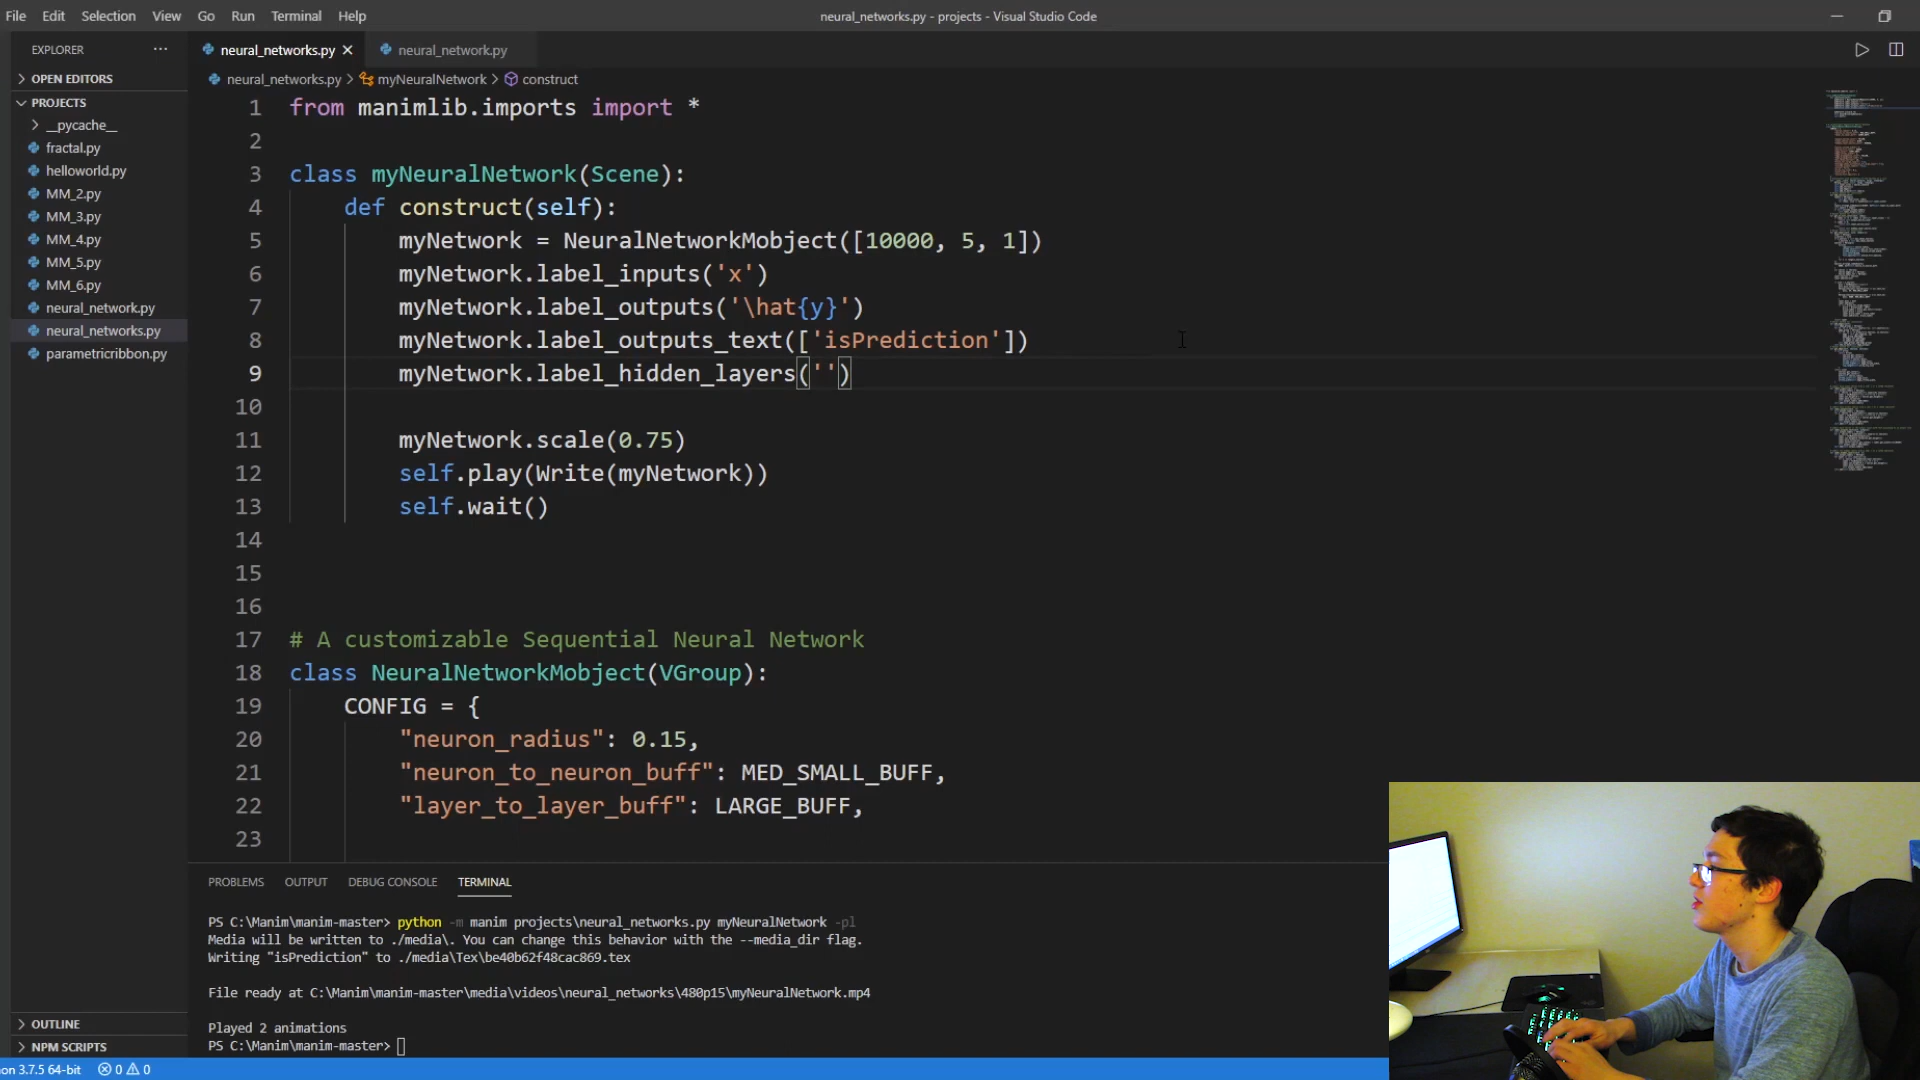 File Edit Selection View Go Run Terminal Help
neural_networks.py - projects - Visual Studio Code
EXPLORER
neural_networks.py
neural_network.py
OPEN EDITORS
neural_networks.py > myNeuralNetwork > construct
PROJECTS
__pycache__
fractal.py
helloworld.py
MM_2.py
MM_3.py
MM_4.py
MM_5.py
MM_6.py
neural_network.py
neural_networks.py
parametricribbon.py
OUTLINE
NPM SCRIPTS
1 from manimlib.imports import *
2
3 class myNeuralNetwork(Scene):
4 def construct(self):
5 myNetwork = NeuralNetworkMobject([10000, 5, 1])
6 myNetwork.label_inputs('x')
7 myNetwork.label_outputs('\hat{y}')
8 myNetwork.label_outputs_text(['isPrediction'])
9 myNetwork.label_hidden_layers('')
10
11 myNetwork.scale(0.75)
12 self.play(Write(myNetwork))
13 self.wait()
14
15
16
17 # A customizable Sequential Neural Network
18 class NeuralNetworkMobject(VGroup):
19 CONFIG = {
20 "neuron_radius": 0.15,
21 "neuron_to_neuron_buff": MED_SMALL_BUFF,
22 "layer_to_layer_buff": LARGE_BUFF,
23
PROBLEMS OUTPUT DEBUG CONSOLE TERMINAL
PS C:\Manim\manim-master> python -m manim projects\neural_networks.py myNeuralNetwork -pl
Media will be written to ./media\. You can change this behavior with the --media_dir flag.
Writing "isPrediction" to ./media\Tex\be40b62f48cac869.tex
File ready at C:\Manim\manim-master\media\videos\neural_networks\480p15\myNeuralNetwork.mp4
Played 2 animations
PS C:\Manim\manim-master>
on 3.7.5 64-bit 0 0